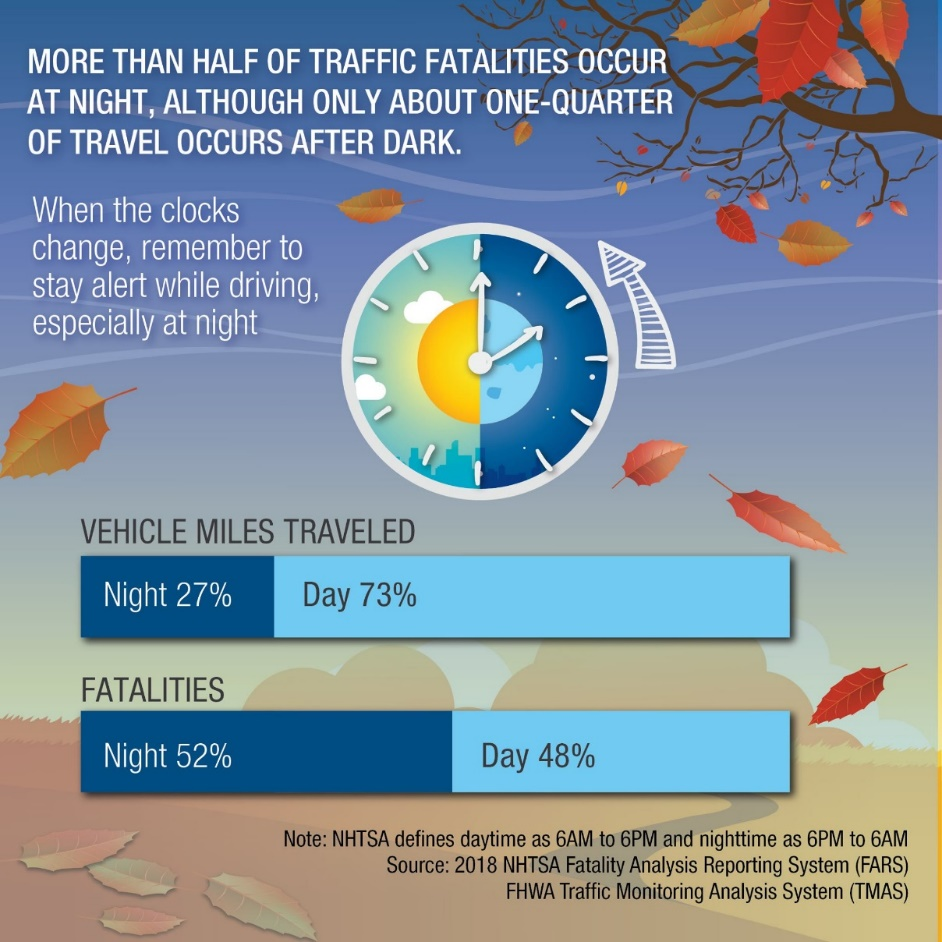 MORE THAN HALF OF TRAFFIC FATALITIES OCCUR
AT NIGHT, ALTHOUGH ONLY ABOUT ONE-QUARTER
OF TRAVEL OCCURS AFTER DARK.
When the clocks
change, remember to
stay alert while driving,
especially at night
VEHICLE MILES TRAVELED
Night 27% Day 73%
FATALITIES
Night 52% Day 48%
Note: NHTSA defines daytime as 6AM to 6PM and nighttime as 6PM to 6AM
Source: 2018 NHTSA Fatality Analysis Reporting System (FARS)
FHWA Traffic Monitoring Analysis System (TMAS)